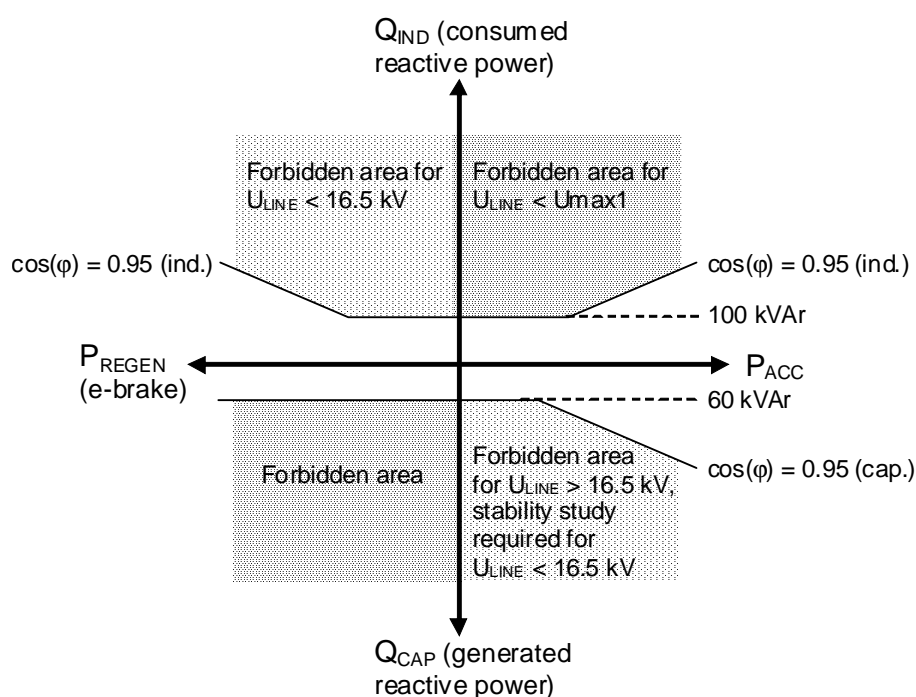 Q_IND (consumed
reactive power)
Forbidden area for
U_LINE < 16.5 kV
Forbidden area for
U_LINE < Umax1
cos(φ) = 0.95 (ind.)
cos(φ) = 0.95 (ind.)
100 kVAr
P_REGEN
(e-brake)
P_ACC
60 kVAr
Forbidden area
Forbidden area
for U_LINE > 16.5 kV,
stability study
required for
U_LINE < 16.5 kV
cos(φ) = 0.95 (cap.)
Q_CAP (generated
reactive power)